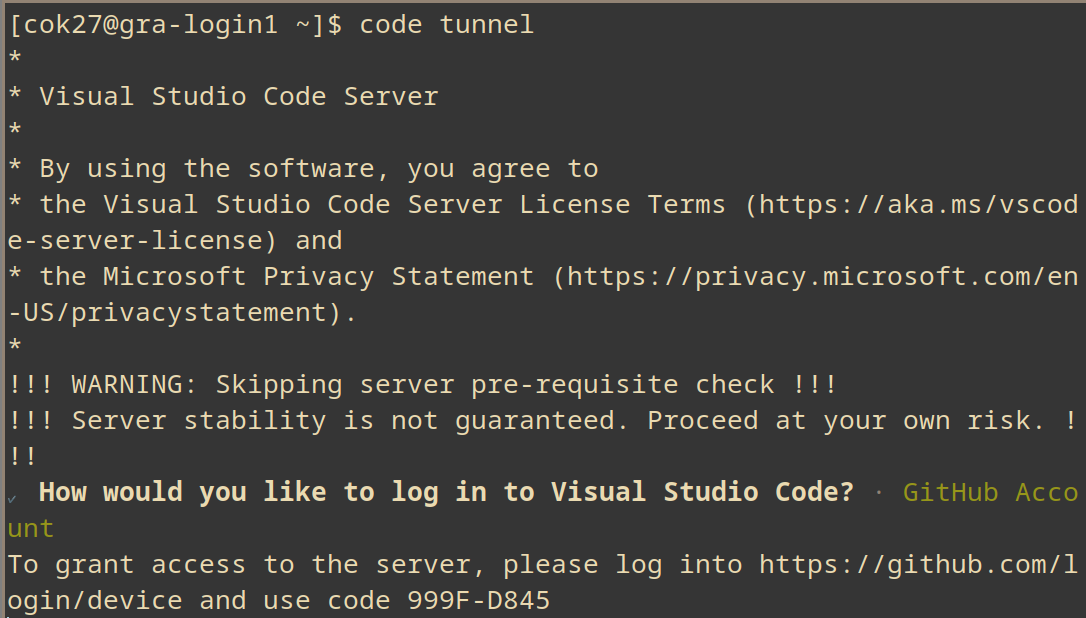 [cok27@gra-login1 ~]$ code tunnel
*
* Visual Studio Code Server
*
* By using the software, you agree to
* the Visual Studio Code Server License Terms (https://aka.ms/vscod
e-server-license) and
* the Microsoft Privacy Statement (https://privacy.microsoft.com/en
-US/privacystatement).
*
!!! WARNING: Skipping server pre-requisite check !!!
!!! Server stability is not guaranteed. Proceed at your own risk. !
!!
✓ How would you like to log in to Visual Studio Code? · GitHub Acco
unt
To grant access to the server, please log into https://github.com/l
ogin/device and use code 999F-D845